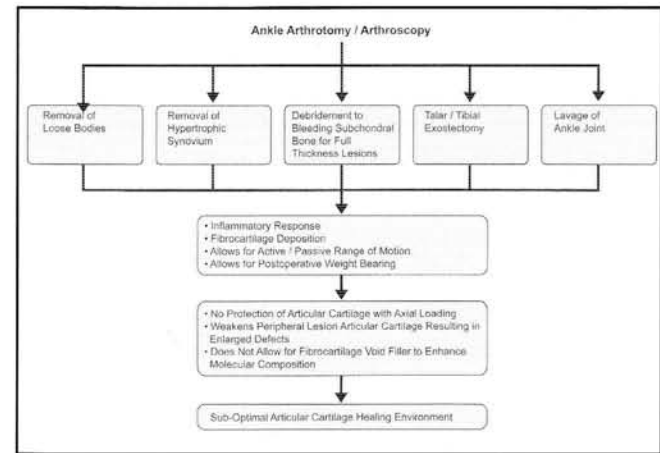 Ankle Arthrotomy / Arthroscopy
Removal of
Loose Bodies
Removal of
Hypertrophic
Synovium
Debridement to
Bleeding Subchondral
Bone for Full
Thickness Lesions
Talar / Tibial
Exostectomy
Lavage of
Ankle Joint
• Inflammatory Response
• Fibrocartilage Deposition
• Allows for Active / Passive Range of Motion
• Allows for Postoperative Weight Bearing
• No Protection of Articular Cartilage with Axial Loading
• Weakens Peripheral Lesion Articular Cartilage Resulting in
Enlarged Defects
• Does Not Allow for Fibrocartilage Void Filler to Enhance
Molecular Composition
Sub-Optimal Articular Cartilage Healing Environment